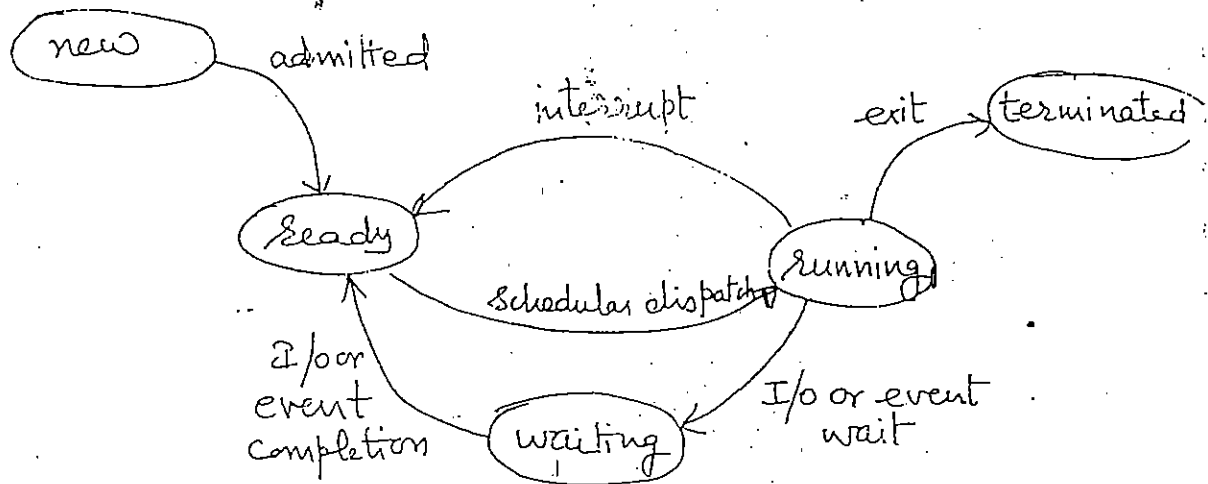 new
admitted
interrupt
exit
terminated
ready
running
schedular dispatch
I/o or
event
completion
waiting
I/o or event
wait